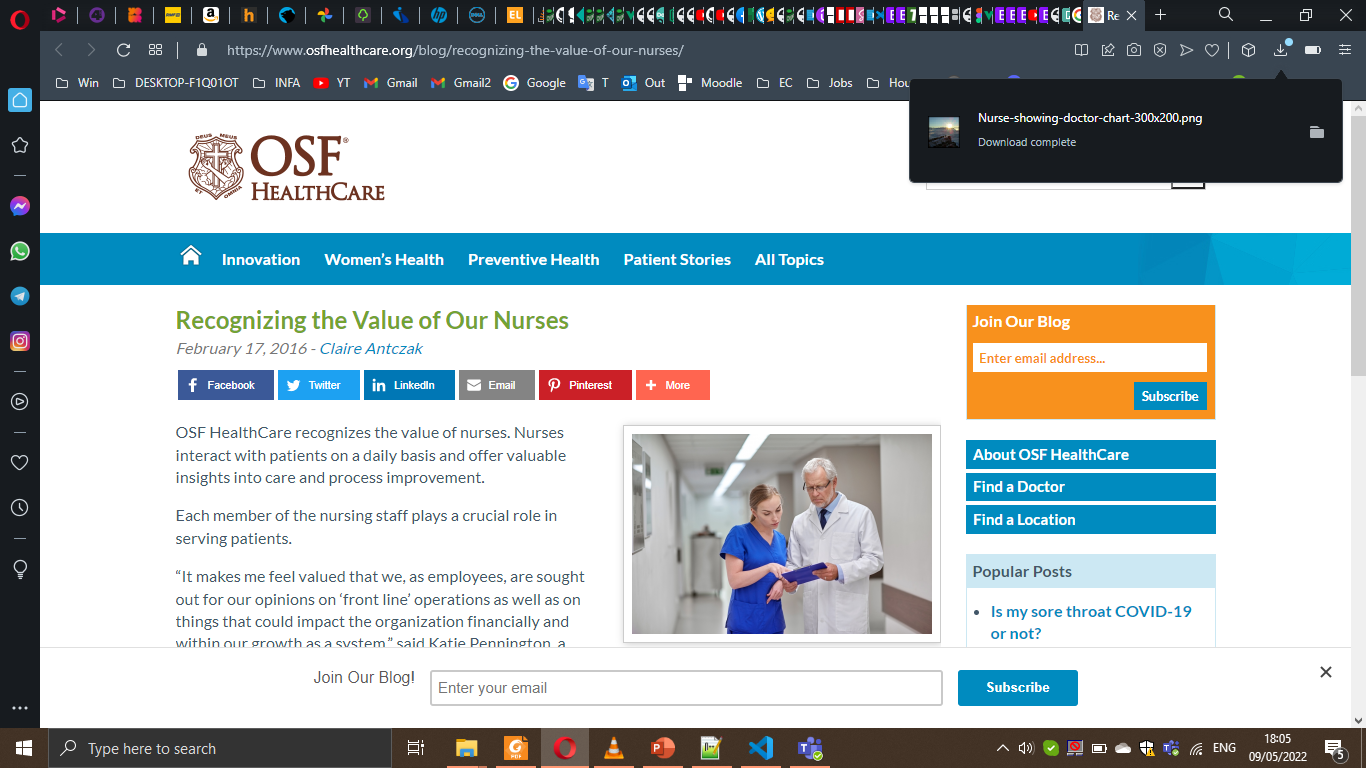 Re
https://www.osfhealthcare.org/blog/recognizing-the-value-of-our-nurses/
Win
DESKTOP-F1Q01OT
INFA
YT
Gmail
Gmail2
Google
T
Out
Moodle
EC
Jobs
Hou
Nurse-showing-doctor-chart-300x200.png
Download complete
DEUS MEUS
ET OMNIA
OSF®
HEALTHCARE
Innovation
Women's Health
Preventive Health
Patient Stories
All Topics
Recognizing the Value of Our Nurses
February 17, 2016 - Claire Antczak
Facebook
Twitter
LinkedIn
Email
Pinterest
More
OSF HealthCare recognizes the value of nurses. Nurses
interact with patients on a daily basis and offer valuable
insights into care and process improvement.
Each member of the nursing staff plays a crucial role in
serving patients.
“It makes me feel valued that we, as employees, are sought
out for our opinions on ‘front line’ operations as well as on
things that could impact the organization financially and
within our growth as a system,” said Katie Pennington, a
Join Our Blog
Enter email address...
Subscribe
About OSF HealthCare
Find a Doctor
Find a Location
Popular Posts
• Is my sore throat COVID-19
or not?
Join Our Blog!
Enter your email
Subscribe
Type here to search
ENG
18:05
09/05/2022
5